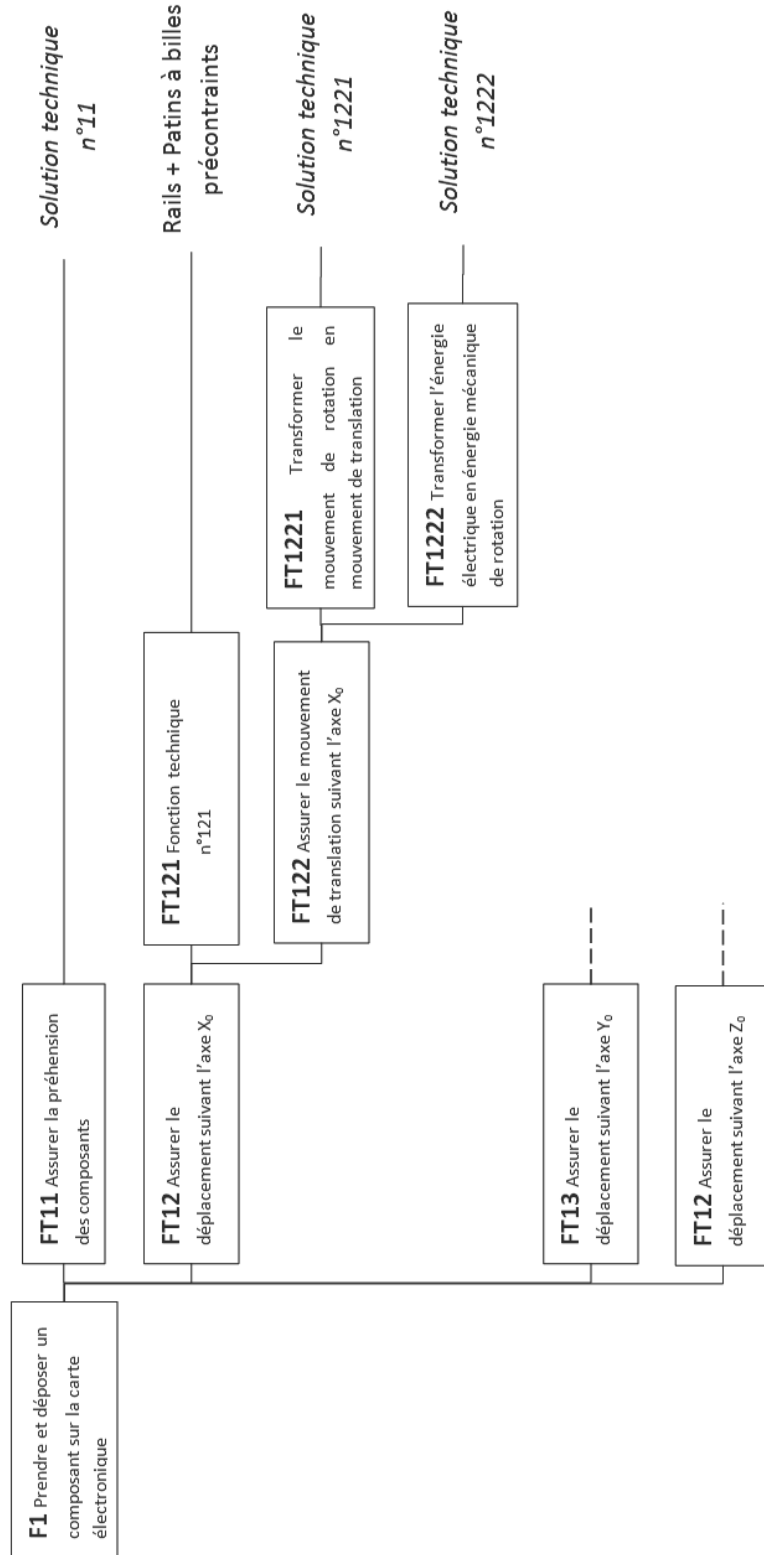 F1 Prendre et déposer un
composant sur la carte
électronique
FT11 Assurer la préhension
des composants
Solution technique
n°11
FT12 Assurer le
déplacement suivant l'axe X₀
FT121 Fonction technique
n°121
Rails + Patins à billes
précontraints
FT122 Assurer le mouvement
de translation suivant l'axe X₀
FT1221 Transformer le
mouvement de rotation en
mouvement de translation
Solution technique
n°1221
FT1222 Transformer l'énergie
électrique en énergie mécanique
de rotation
Solution technique
n°1222
FT13 Assurer le
déplacement suivant l'axe Y₀
FT12 Assurer le
déplacement suivant l'axe Z₀